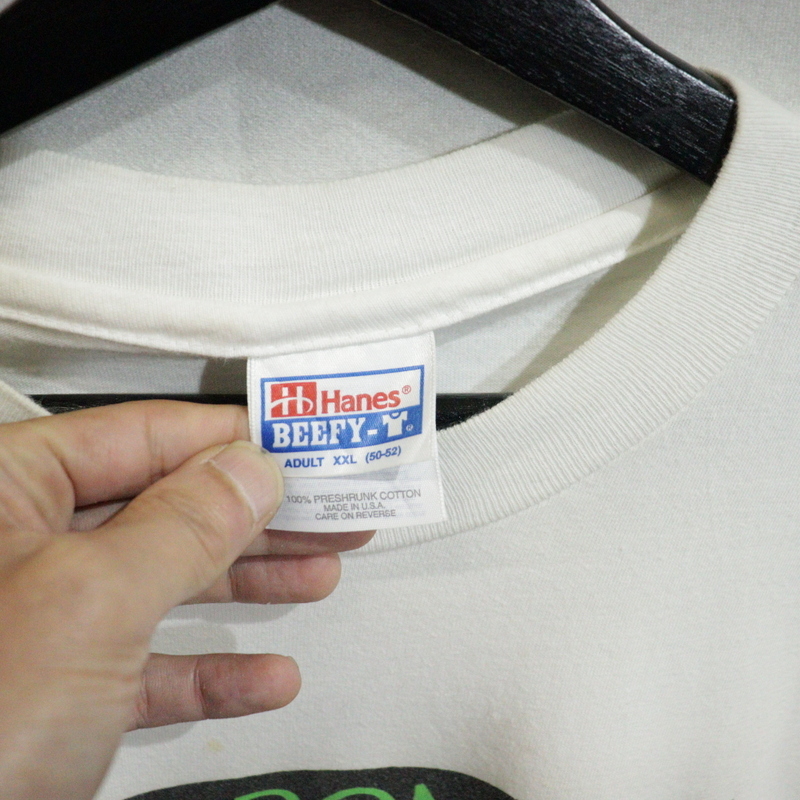 Hanes®
BEEFY-
ADULT XXL (50-52)
100% PRESHRUNK COTTON
MADE IN U.S.A.
CARE ON REVERSE